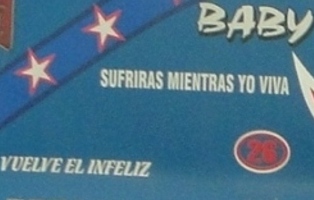 BABY
SUFRIRAS MIENTRAS YO VIVA
26
VUELVE EL INFELIZ